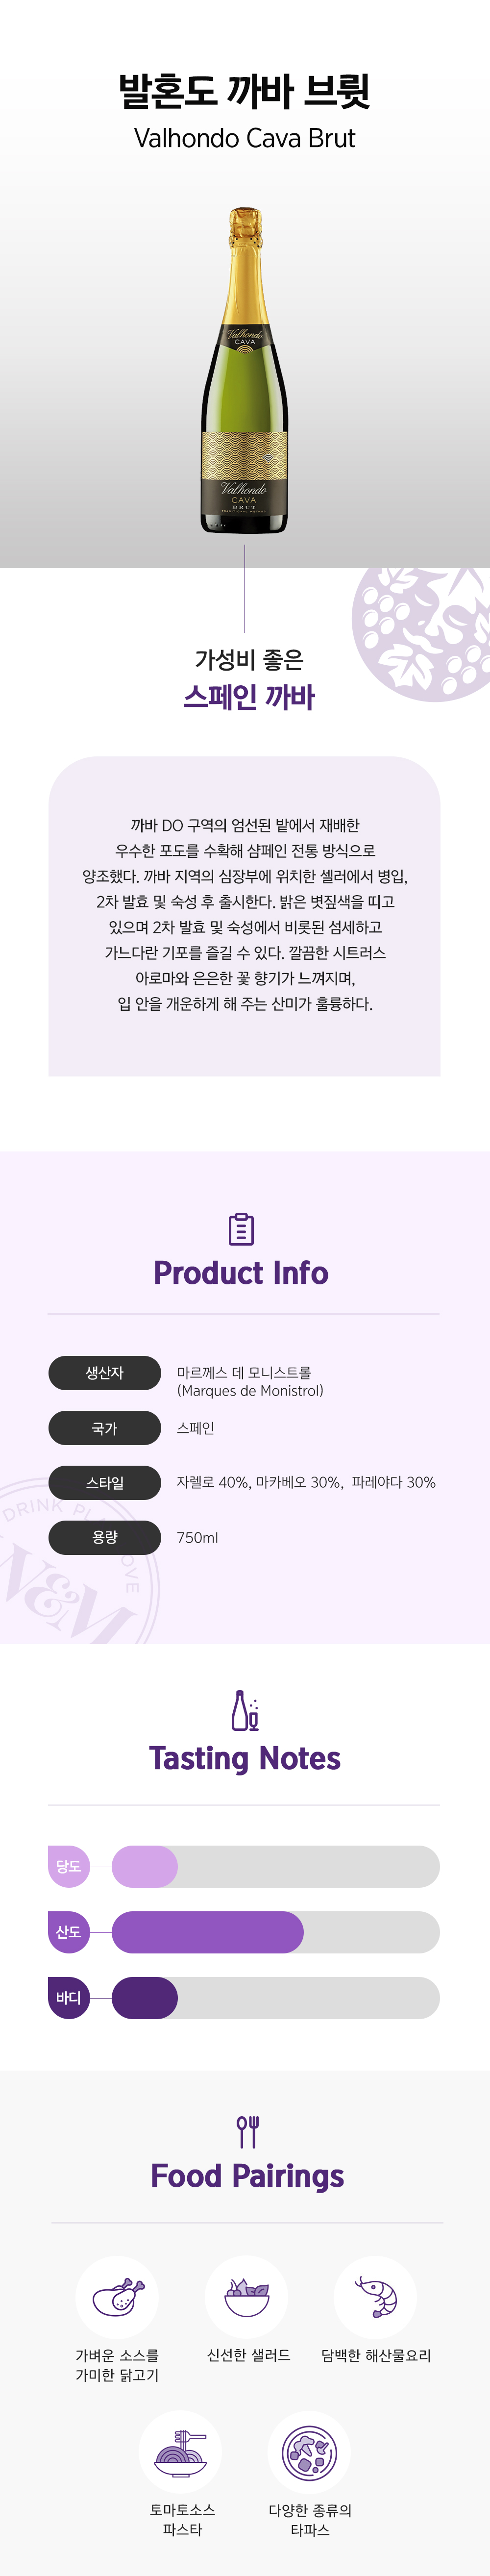 발혼도 까바 브륏
Valhondo Cava Brut
Valhondo
CAVA
Valhondo
CAVA
BRUT
TRADITIONAL METHOD
가성비 좋은
스페인 까바
까바 DO 구역의 엄선된 밭에서 재배한
우수한 포도를 수확해 샴페인 전통 방식으로
양조했다. 까바 지역의 심장부에 위치한 셀러에서 병입,
2차 발효 및 숙성 후 출시한다. 밝은 볏짚색을 띠고
있으며 2차 발효 및 숙성에서 비롯된 섬세하고
가느다란 기포를 즐길 수 있다. 깔끔한 시트러스
아로마와 은은한 꽃 향기가 느껴지며,
입 안을 개운하게 해 주는 산미가 훌륭하다.
Product Info
생산자 마르께스 데 모니스트롤
(Marques de Monistrol)
국가 스페인
스타일 자렐로 40%, 마카베오 30%, 파레야다 30%
용량 750ml
DRINK
OVE
W&M
Tasting Notes
당도
산도
바디
Food Pairings
가벼운 소스를
가미한 닭고기
신선한 샐러드
담백한 해산물요리
토마토소스
파스타
다양한 종류의
타파스